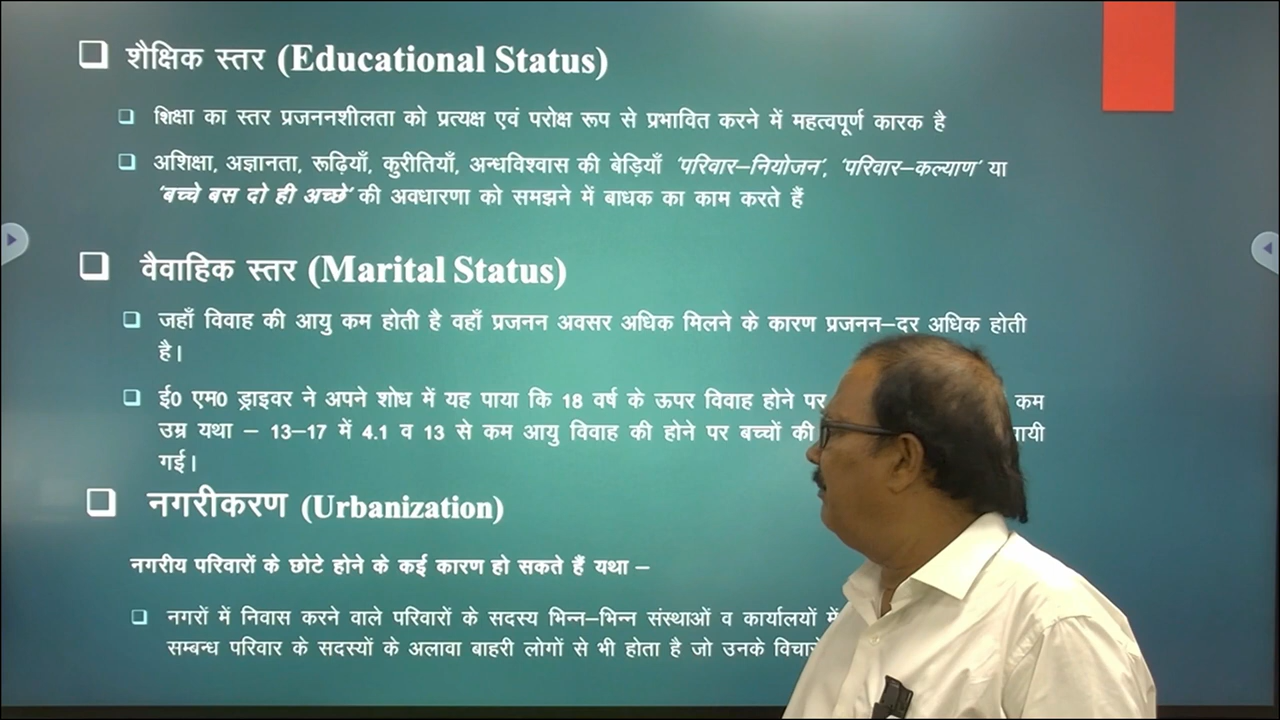 शैक्षिक स्तर (Educational Status)
शिक्षा का स्तर प्रजननशीलता को प्रत्यक्ष एवं परोक्ष रूप से प्रभावित करने में महत्वपूर्ण कारक है
अशिक्षा, अज्ञानता, रूढ़ियाँ, कुरीतियाँ, अन्धविश्वास की बेड़ियाँ ‘परिवार–नियोजन’, ‘परिवार–कल्याण’ या
‘बच्चे बस दो ही अच्छे’ की अवधारणा को समझने में बाधक का काम करते हैं
वैवाहिक स्तर (Marital Status)
जहाँ विवाह की आयु कम होती है वहाँ प्रजनन अवसर अधिक मिलने के कारण प्रजनन–दर अधिक होती
है।
ई0 एम0 ड्राइवर ने अपने शोध में यह पाया कि 18 वर्ष के ऊपर विवाह होने पर कम
उम्र यथा – 13–17 में 4.1 व 13 से कम आयु विवाह की होने पर बच्चों की
गई।
नगरीकरण (Urbanization)
नगरीय परिवारों के छोटे होने के कई कारण हो सकते हैं यथा –
नगरों में निवास करने वाले परिवारों के सदस्य भिन्न–भिन्न संस्थाओं व कार्यालयों में
सम्बन्ध परिवार के सदस्यों के अलावा बाहरी लोगों से भी होता है जो उनके